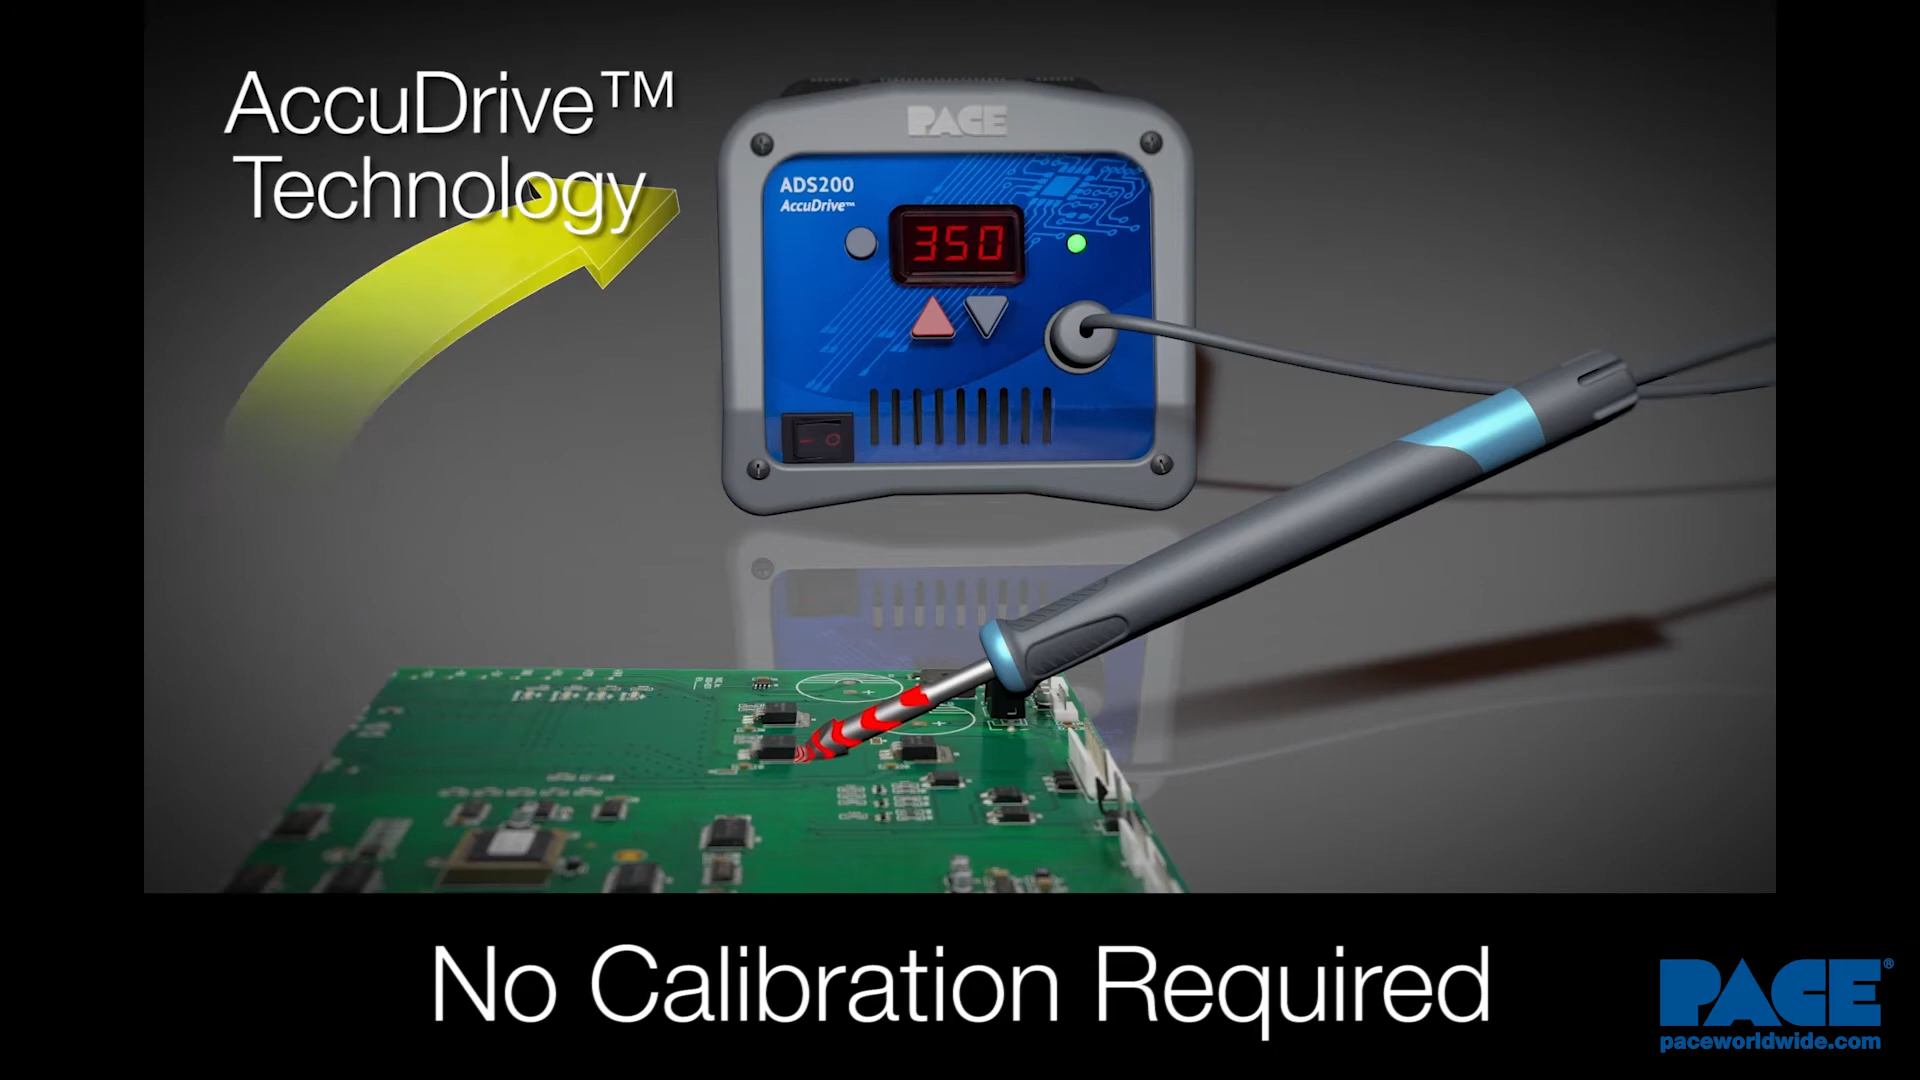 AccuDrive™
Technology
PACE
ADS200
AccuDrive™
350
No Calibration Required
PACE®
paceworldwide.com